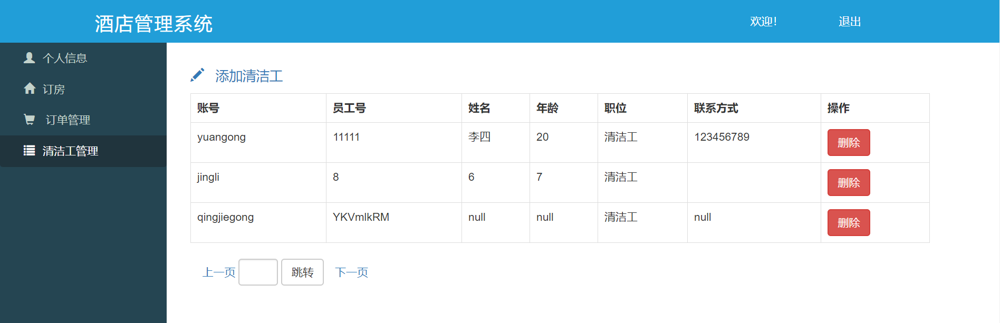 酒店管理系统 欢迎! 退出
个人信息
订房
订单管理
清洁工管理
添加清洁工
账号 员工号 姓名 年龄 职位 联系方式 操作
yuangong 11111 李四 20 清洁工 123456789 删除
jingli 8 6 7 清洁工 删除
qingjiegong YKVmlkRM null null 清洁工 null 删除
上一页 跳转 下一页